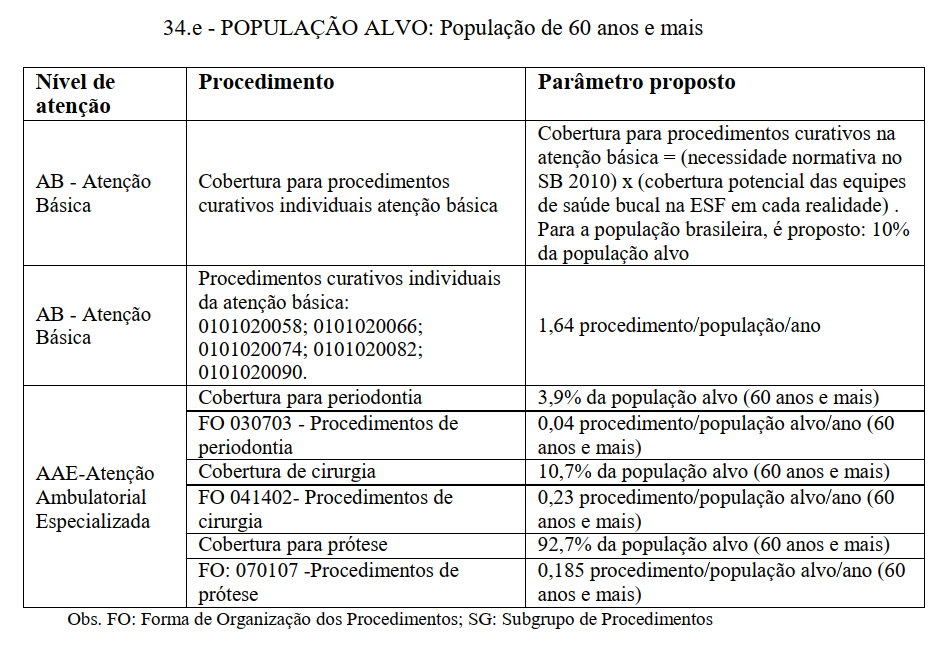 34.e - POPULAÇÃO ALVO: População de 60 anos e mais
Nível de
atenção
Procedimento
Parâmetro proposto
AB - Atenção
Básica
Cobertura para procedimentos
curativos individuais atenção básica
Cobertura para procedimentos curativos na
atenção básica = (necessidade normativa no
SB 2010) x (cobertura potencial das equipes
de saúde bucal na ESF em cada realidade) .
Para a população brasileira, é proposto: 10%
da população alvo
AB - Atenção
Básica
Procedimentos curativos individuais
da atenção básica:
0101020058; 0101020066;
0101020074; 0101020082;
0101020090.
1,64 procedimento/população/ano
AAE-Atenção
Ambulatorial
Especializada
Cobertura para periodontia
3,9% da população alvo (60 anos e mais)
FO 030703 - Procedimentos de
periodontia
0,04 procedimento/população alvo/ano (60
anos e mais)
Cobertura de cirurgia
10,7% da população alvo (60 anos e mais)
FO 041402- Procedimentos de
cirurgia
0,23 procedimento/população alvo/ano (60
anos e mais)
Cobertura para prótese
92,7% da população alvo (60 anos e mais)
FO: 070107 -Procedimentos de
prótese
0,185 procedimento/população alvo/ano (60
anos e mais)
Obs. FO: Forma de Organização dos Procedimentos; SG: Subgrupo de Procedimentos